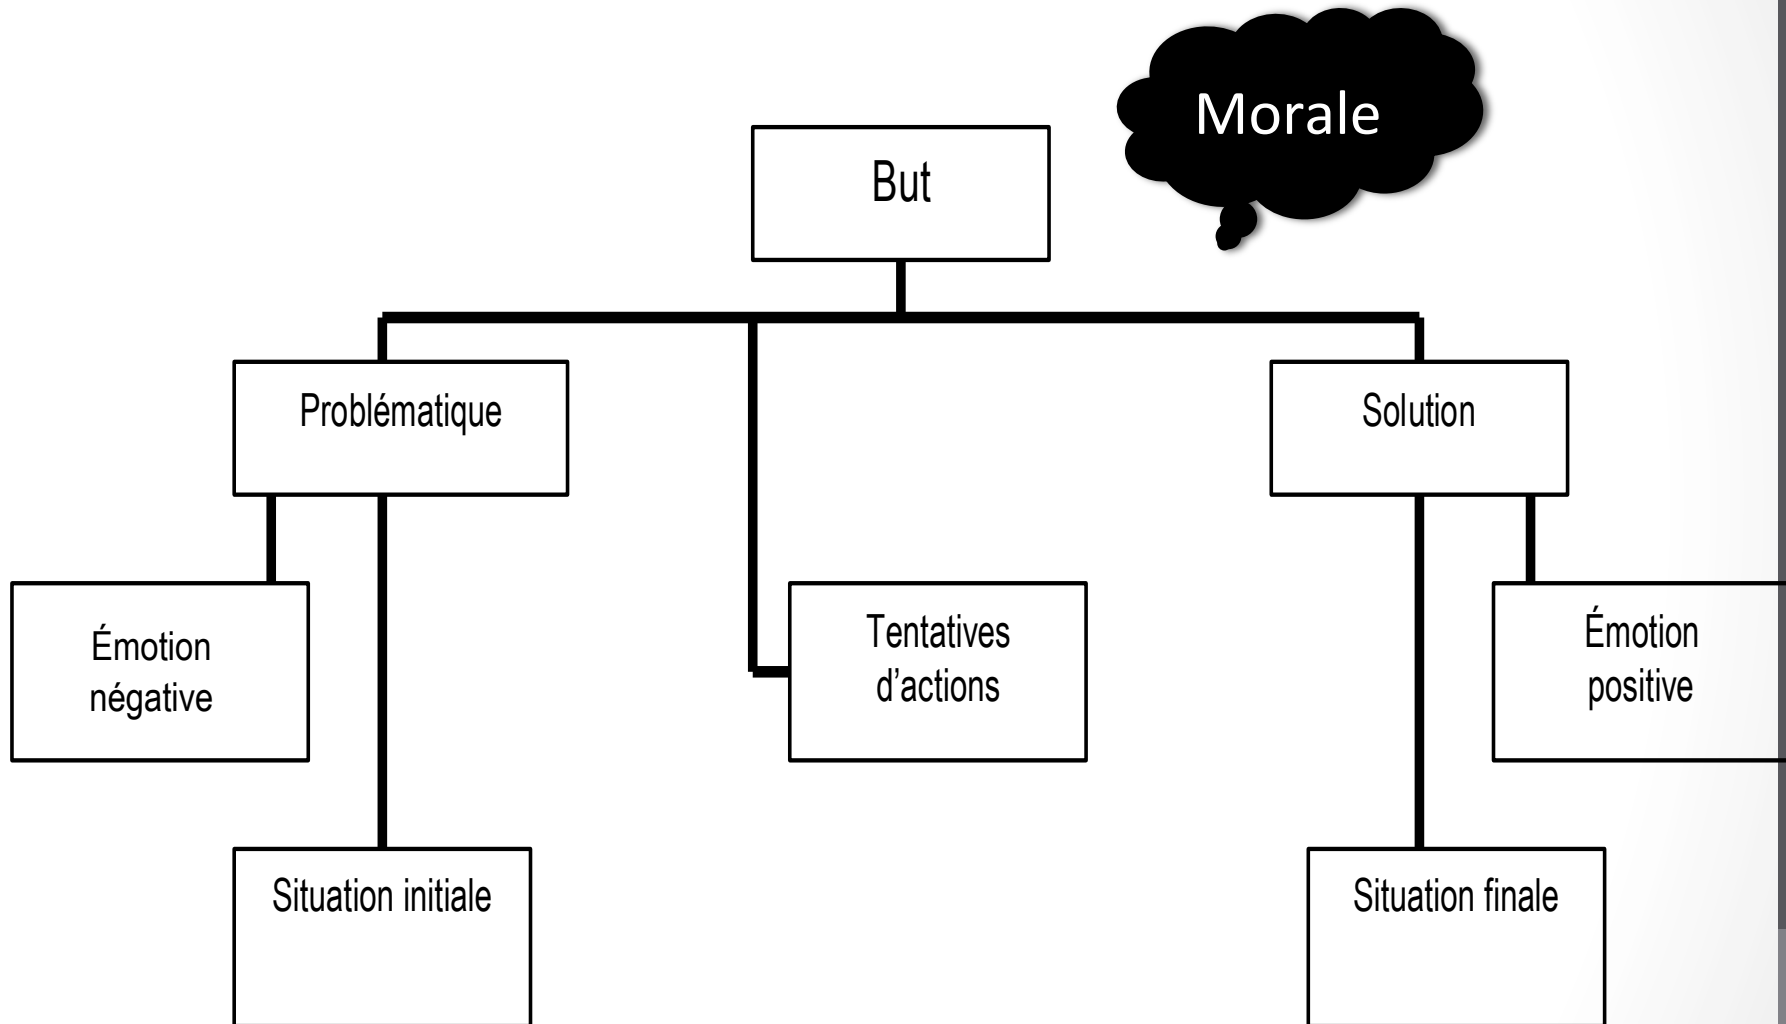 Morale
But
Problématique
Solution
Émotion
négative
Tentatives
d’actions
Émotion
positive
Situation initiale
Situation finale